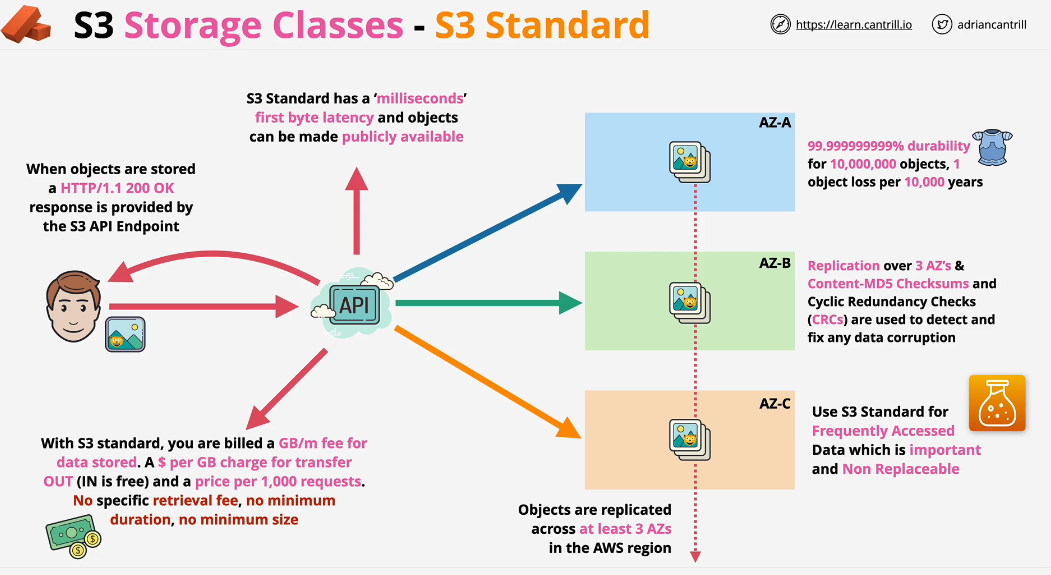 S3 Storage Classes - S3 Standard
https://learn.cantrill.io
adriancantrill
S3 Standard has a ‘milliseconds’
first byte latency and objects
can be made publicly available
When objects are stored
a HTTP/1.1 200 OK
response is provided by
the S3 API Endpoint
API
With S3 standard, you are billed a GB/m fee for
data stored. A $ per GB charge for transfer
OUT (IN is free) and a price per 1,000 requests.
No specific retrieval fee, no minimum
duration, no minimum size
AZ-A
99.999999999% durability
for 10,000,000 objects, 1
object loss per 10,000 years
AZ-B
Replication over 3 AZ’s &
Content-MD5 Checksums and
Cyclic Redundancy Checks
(CRCs) are used to detect and
fix any data corruption
AZ-C
Use S3 Standard for
Frequently Accessed
Data which is important
and Non Replaceable
Objects are replicated
across at least 3 AZs
in the AWS region